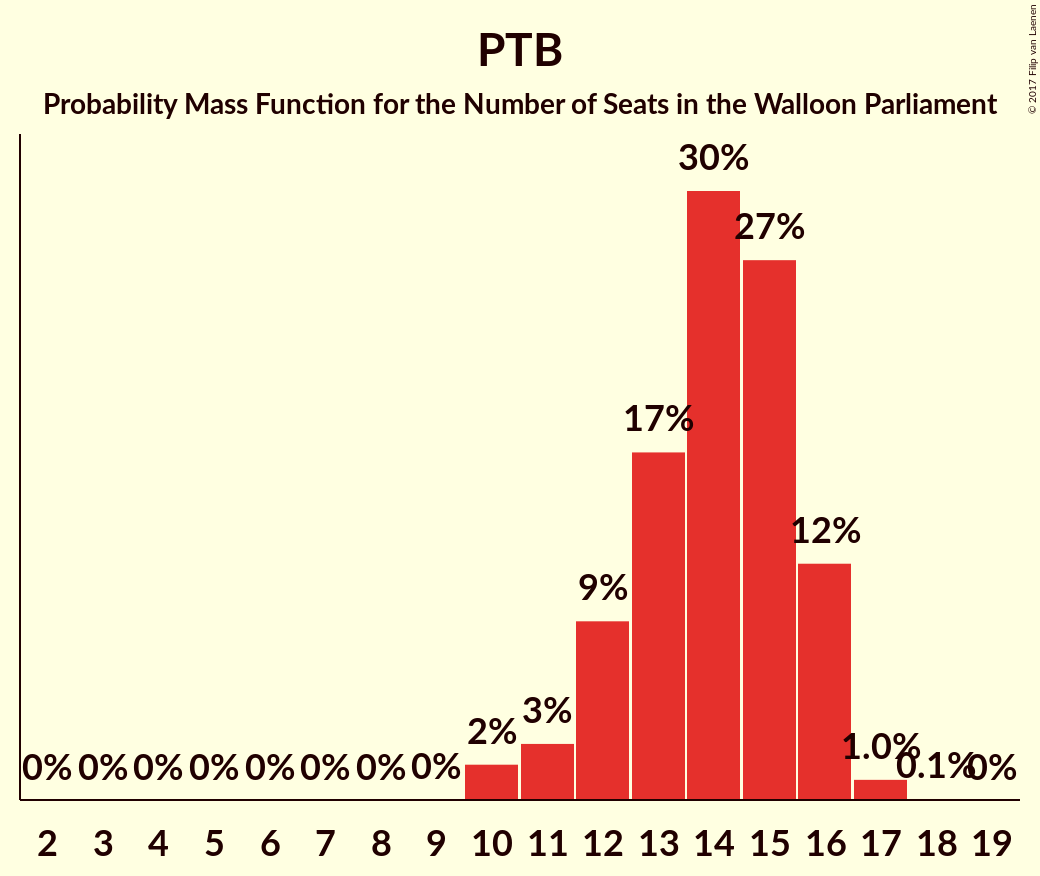 PTB
Probability Mass Function for the Number of Seats in the Walloon Parliament
© 2017 Filip van Laenen
30%
27%
17%
12%
9%
3%
2%
1.0%
0% 0% 0% 0% 0% 0% 0% 0% 0.1% 0%
2 3 4 5 6 7 8 9 10 11 12 13 14 15 16 17 18 19